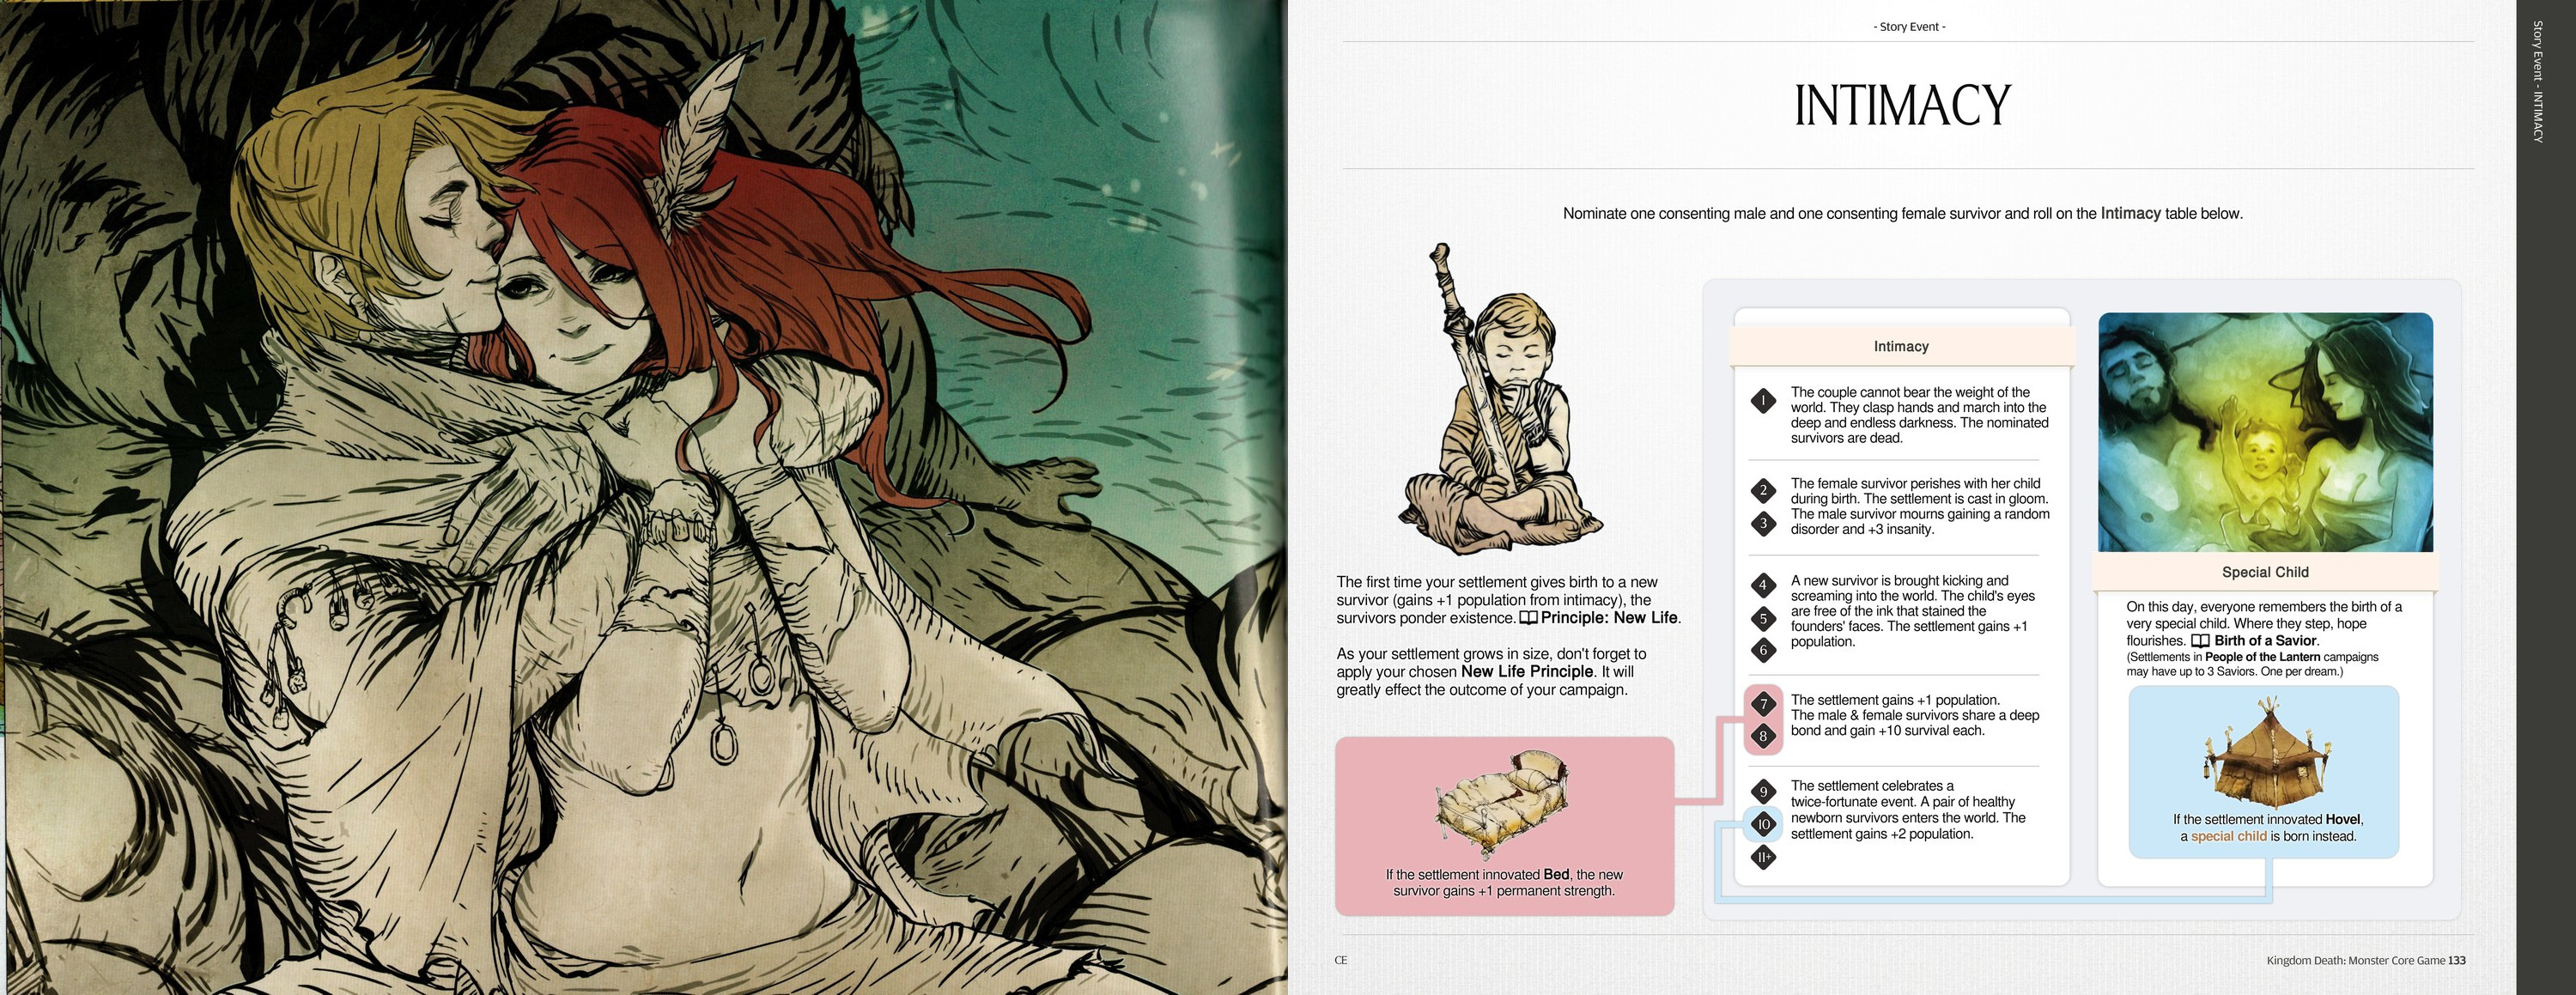 - Story Event -
Story Event - INTIMACY
INTIMACY
Nominate one consenting male and one consenting female survivor and roll on the Intimacy table below.
The first time your settlement gives birth to a new
survivor (gains +1 population from intimacy), the
survivors ponder existence. Principle: New Life.
As your settlement grows in size, don't forget to
apply your chosen New Life Principle. It will
greatly effect the outcome of your campaign.
If the settlement innovated Bed, the new
survivor gains +1 permanent strength.
Intimacy
1
The couple cannot bear the weight of the
world. They clasp hands and march into the
deep and endless darkness. The nominated
survivors are dead.
2
3
The female survivor perishes with her child
during birth. The settlement is cast in gloom.
The male survivor mourns gaining a random
disorder and +3 insanity.
4
5
6
A new survivor is brought kicking and
screaming into the world. The child's eyes
are free of the ink that stained the
founders' faces. The settlement gains +1
population.
7
8
The settlement gains +1 population.
The male & female survivors share a deep
bond and gain +10 survival each.
9
10
11+
The settlement celebrates a
twice-fortunate event. A pair of healthy
newborn survivors enters the world. The
settlement gains +2 population.
Special Child
On this day, everyone remembers the birth of a
very special child. Where they step, hope
flourishes. Birth of a Savior.
(Settlements in People of the Lantern campaigns
may have up to 3 Saviors. One per dream.)
If the settlement innovated Hovel,
a special child is born instead.
CE
Kingdom Death: Monster Core Game 133